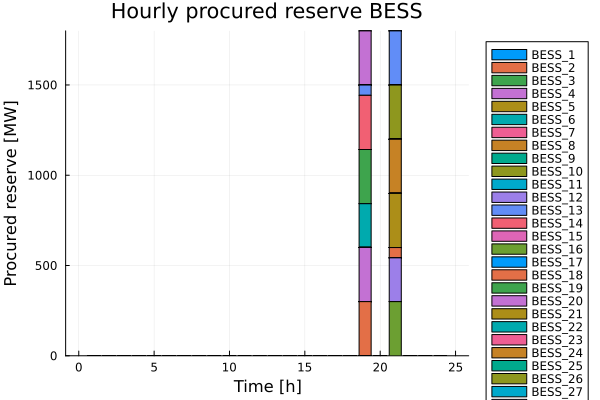 Hourly procured reserve BESS
Procured reserve [MW]
1500
1000
500
0
0 5 10 15 20 25
Time [h]
BESS_1
BESS_2
BESS_3
BESS_4
BESS_5
BESS_6
BESS_7
BESS_8
BESS_9
BESS_10
BESS_11
BESS_12
BESS_13
BESS_14
BESS_15
BESS_16
BESS_17
BESS_18
BESS_19
BESS_20
BESS_21
BESS_22
BESS_23
BESS_24
BESS_25
BESS_26
BESS_27